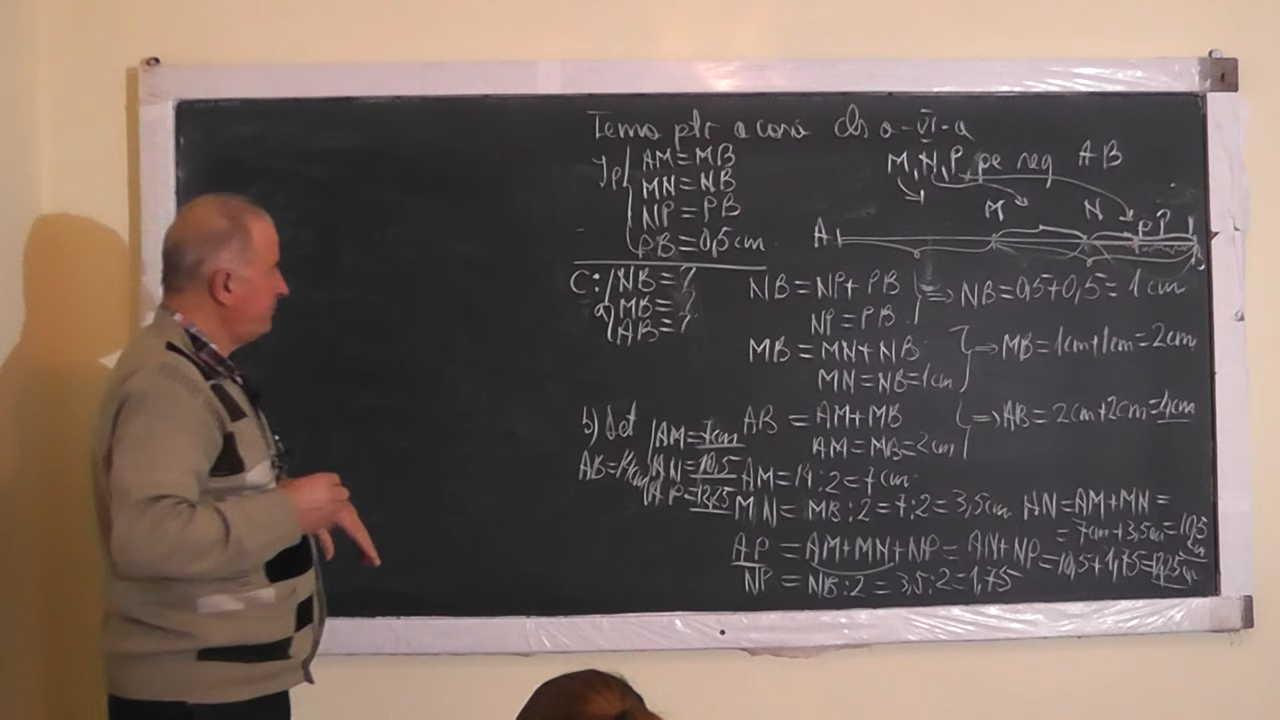 Tema ptr acasă cls a-VI-a
Ip AM=MB
MN=NB
NP=PB
PB=0,5cm
M,N,P pe seg AB
A M N P B
C: a) NB=?
MB=?
AB=?
NB=NP+PB
NP=PB
=> NB=0,5+0,5=1cm
MB=MN+NB
MN=NB=1cm
=> MB=1cm+1cm=2cm
AB=AM+MB
AM=MB=2cm
=> AB=2cm+2cm=4cm
b) det AM=7cm
AB=14cm AN=10,5
AP=12,25
AM=14:2=7cm
MN=MB:2=7:2=3,5cm
AN=AM+MN=
=7cm+3,5cm=10,5 cm
AP=AM+MN+NP=AN+NP=10,5+1,75=12,25cm
NP=NB:2=3,5:2=1,75